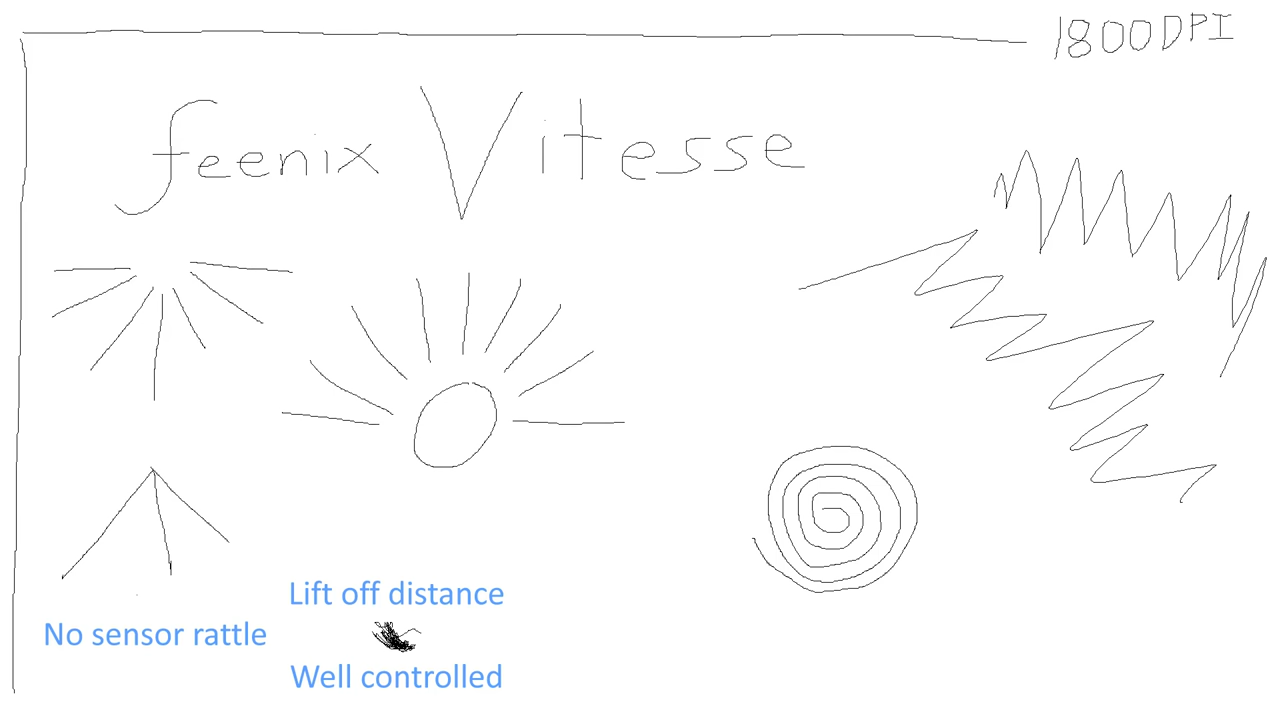 1800DPI
feenix Vitesse
Lift off distance
No sensor rattle
Well controlled